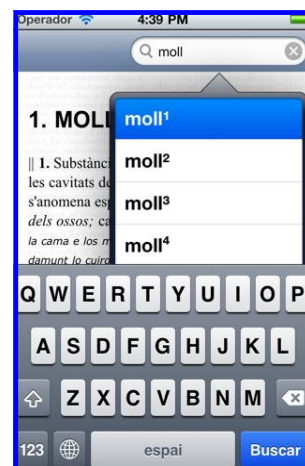 Operador 4:39 PM
moll
1. MOLL
moll¹
|| 1. Substànci
moll²
les cavitats de
s'anomena esp
moll³
dels ossos; ca
la cama e los m
moll⁴
damunt lo cuiro
Q W E R T Y U I O P
A S D F G H J K L
Z X C V B N M
123 espai Buscar